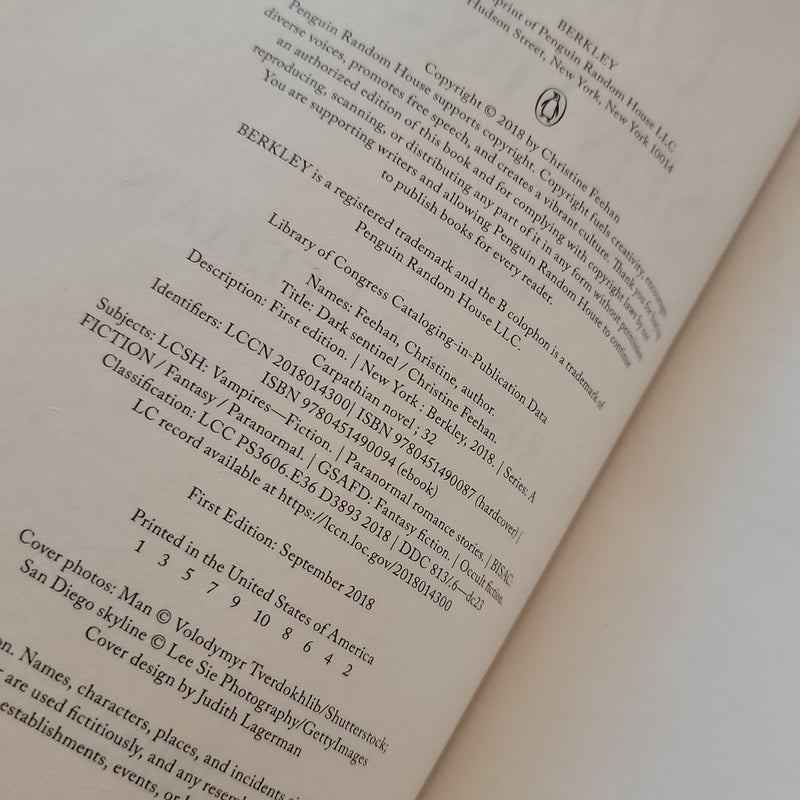 BERKLEY
print of Penguin Random House LLC
Hudson Street, New York, New York 10014
Copyright © 2018 by Christine Feehan
Penguin Random House supports copyright. Copyright fuels creativity, encourages
diverse voices, promotes free speech, and creates a vibrant culture. Thank you for buying
an authorized edition of this book and for complying with copyright laws by not
reproducing, scanning, or distributing any part of it in any form without permission.
You are supporting writers and allowing Penguin Random House to continue
to publish books for every reader.
BERKLEY is a registered trademark and the B colophon is a trademark of
Penguin Random House LLC.
Library of Congress Cataloging-in-Publication Data
Names: Feehan, Christine, author.
Title: Dark sentinel / Christine Feehan.
Description: First edition. | New York : Berkley, 2018. | Series: A
Carpathian novel ; 32
Identifiers: LCCN 2018014300| ISBN 9780451490087 (hardcover) |
ISBN 9780451490094 (ebook)
Subjects: LCSH: Vampires—Fiction. | Paranormal romance stories. | BISAC:
FICTION / Fantasy / Paranormal. | GSAFD: Fantasy fiction. | Occult fiction.
Classification: LCC PS3606.E36 D3893 2018 | DDC 813/.6—dc23
LC record available at https://lccn.loc.gov/2018014300
First Edition: September 2018
Printed in the United States of America
1 3 5 7 9 10 8 6 4 2
Cover photos: Man © Volodymyr Tverdokhlib/Shutterstock;
San Diego skyline © Lee Sie Photography/GettyImages
Cover design by Judith Lagerman
on. Names, characters, places, and incidents
r are used fictitiously, and any resem
establishments, events, or